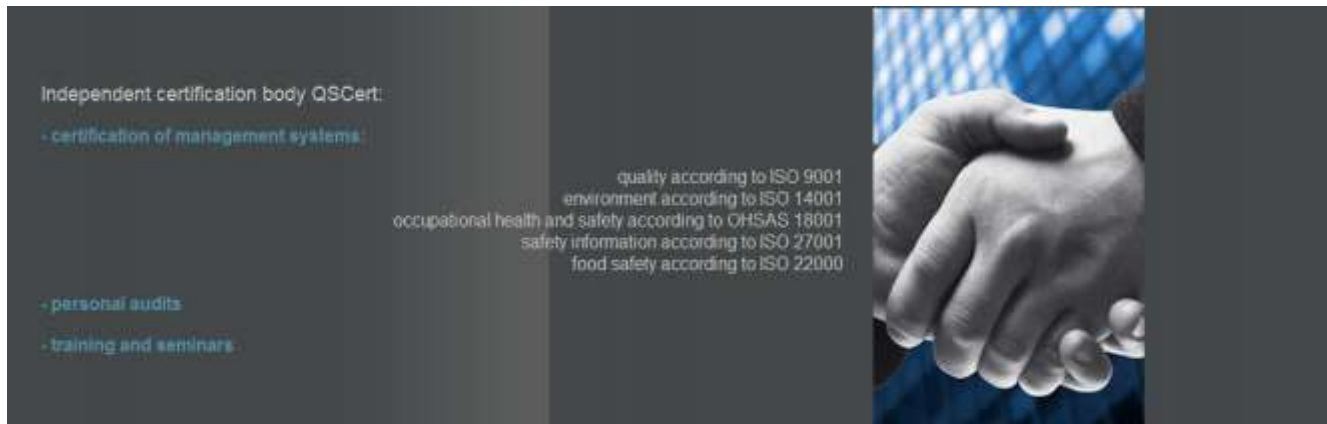 Independent certification body QSCert:
- certification of management systems:
quality according to ISO 9001
environment according to ISO 14001
occupational health and safety according to OHSAS 18001
safety information according to ISO 27001
food safety according to ISO 22000
- personal audits
- training and seminars